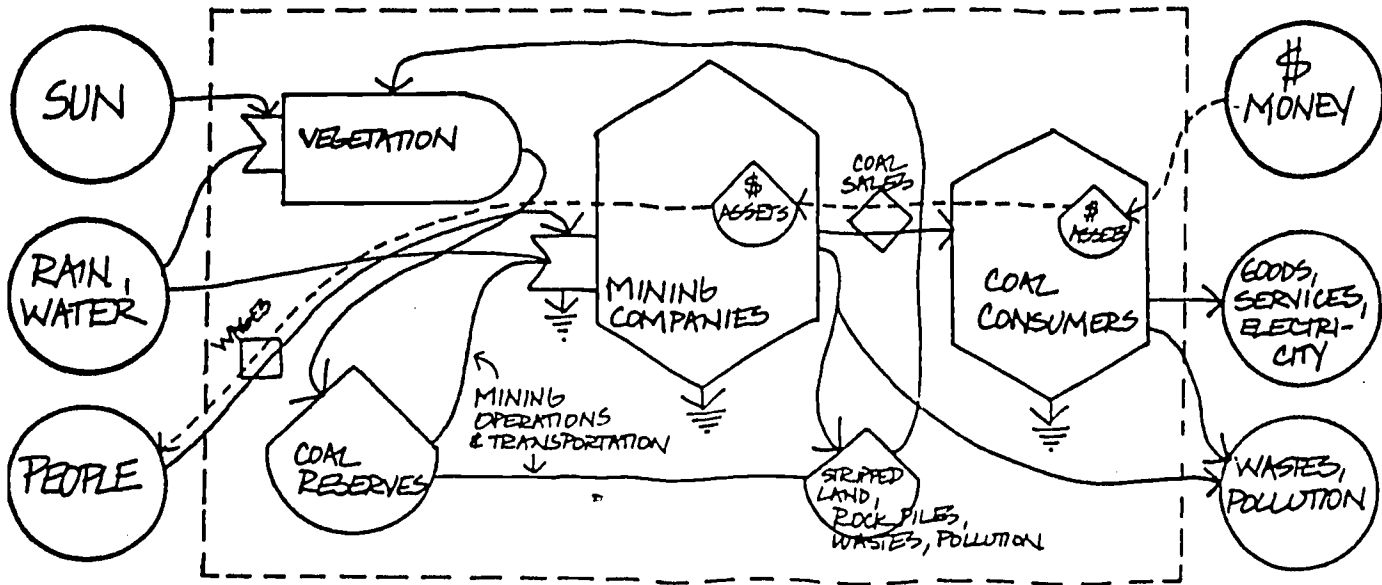 SUN
VEGETATION
$
MONEY
RAIN,
WATER
WAGES
$
ASSETS
COAL
SALES
$
ASSETS
MINING
COMPANIES
COAL
CONSUMERS
GOODS,
SERVICES,
ELECTRI-
CITY
PEOPLE
COAL
RESERVES
MINING
OPERATIONS
& TRANSPORTATION
STRIPPED
LAND,
ROCK PILES,
WASTES, POLLUTION
WASTES,
POLLUTION